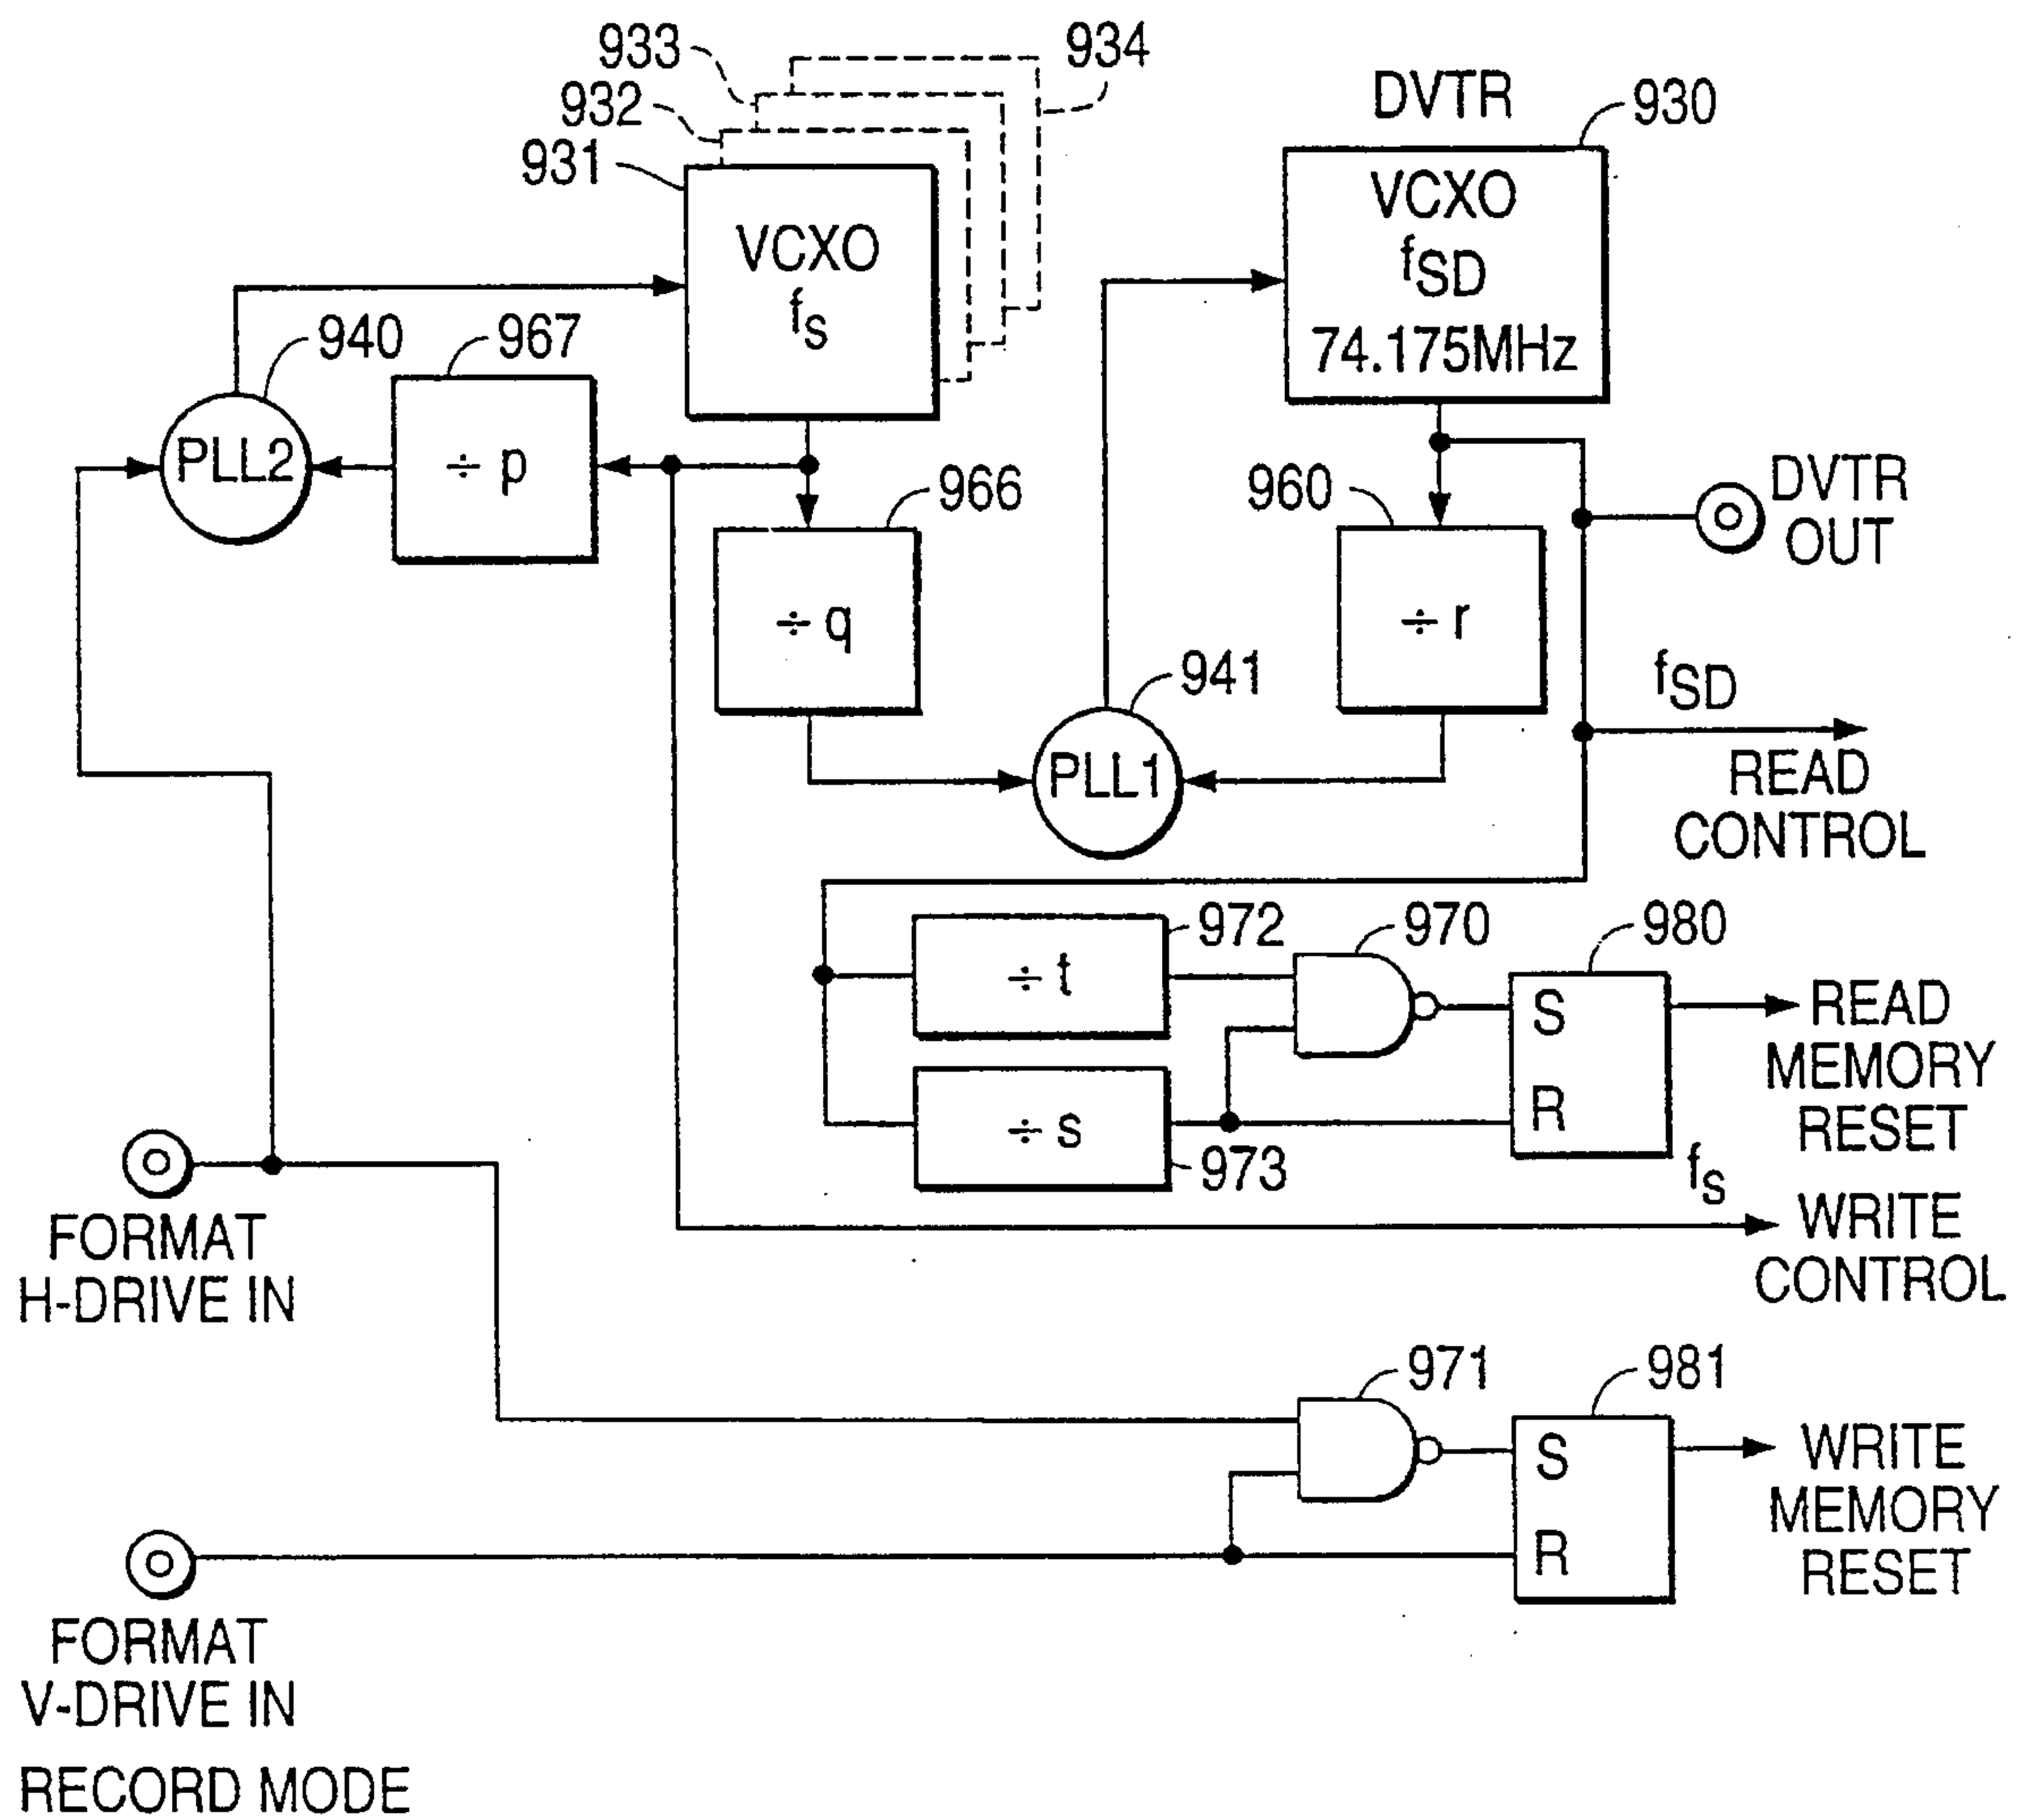 933
934
932
931
VCXO
fS
DVTR
930
VCXO
fSD
74.175MHz
940
967
PLL2
÷ p
966
960
DVTR
OUT
÷ q
÷ r
941
PLL1
fSD
READ
CONTROL
972
970
980
÷ t
S
R
READ
MEMORY
RESET
÷ s
973
fS
WRITE
CONTROL
FORMAT
H-DRIVE IN
971
981
S
R
WRITE
MEMORY
RESET
FORMAT
V-DRIVE IN
RECORD MODE